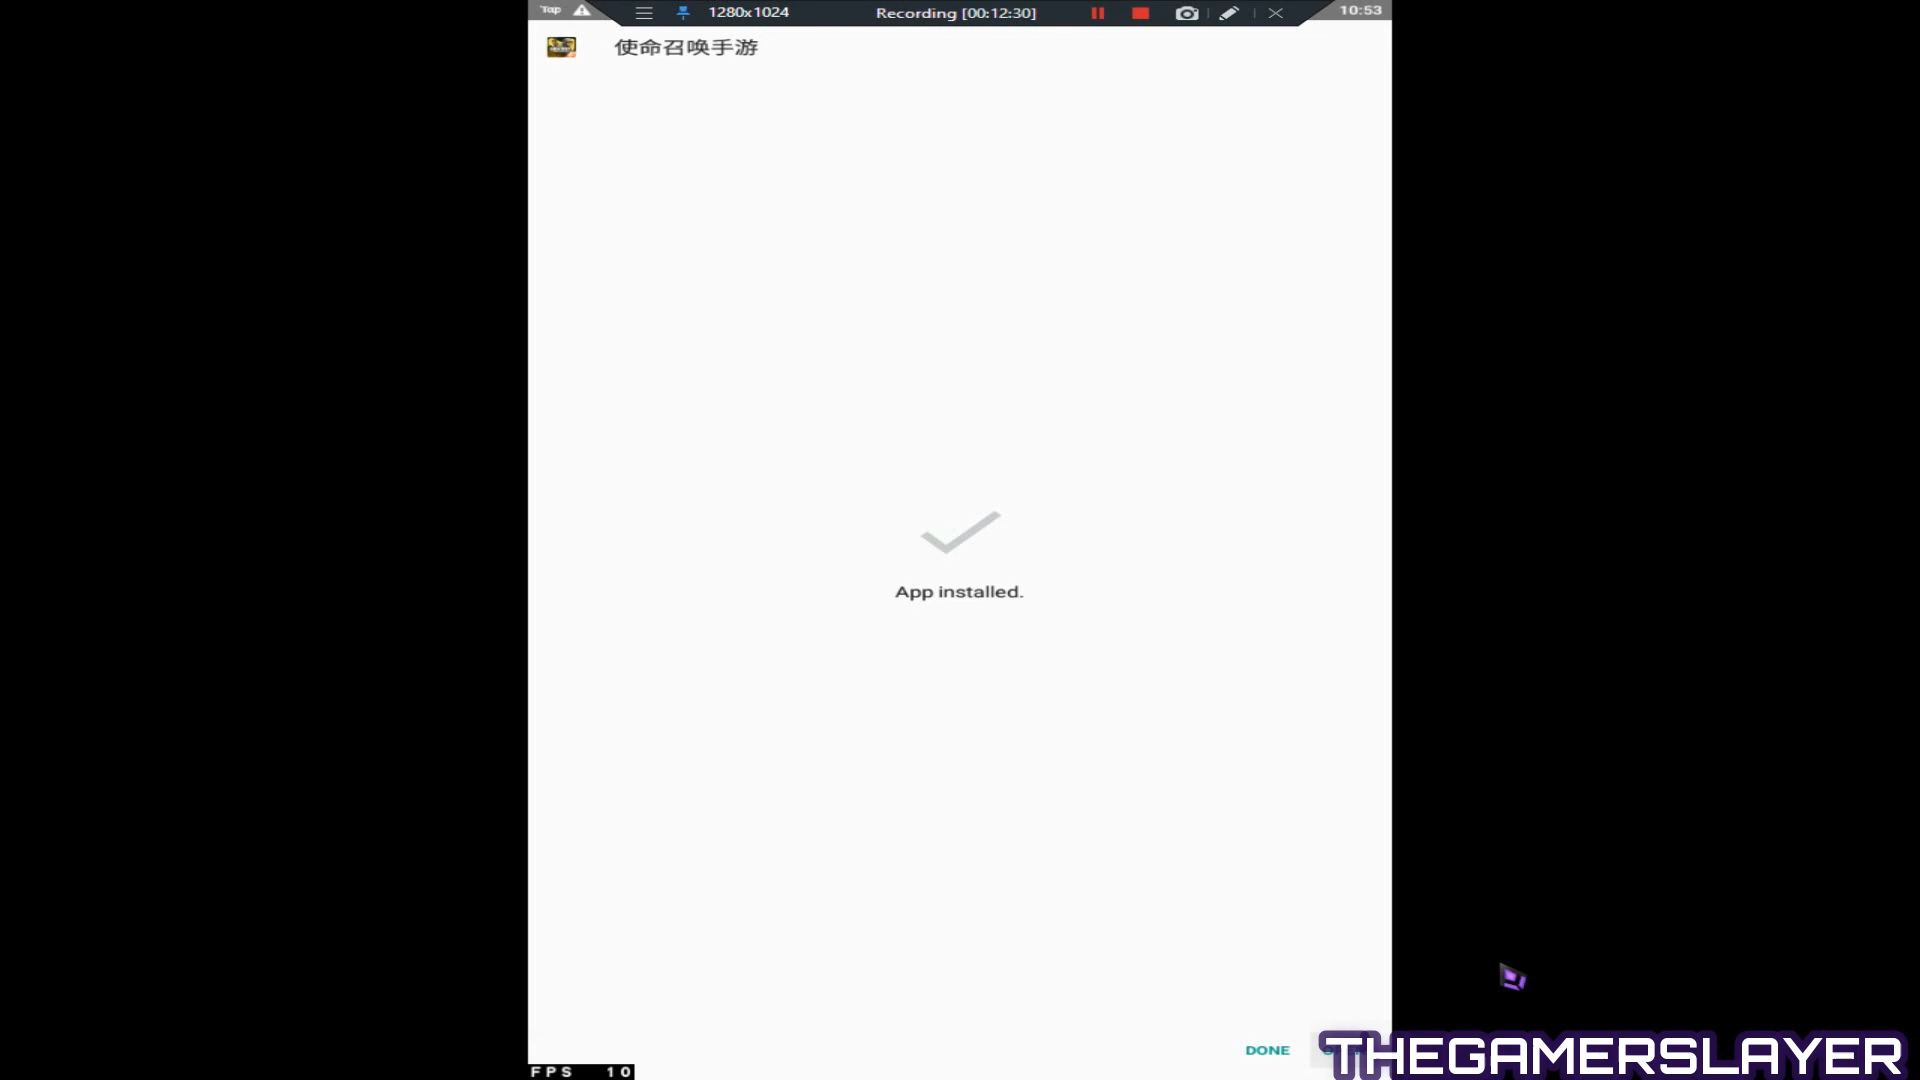 Tap
1280x1024
Recording [00:12:30]
10:53
使命召唤手游
App installed.
DONE
THEGAMERSLAYER
FPS 10